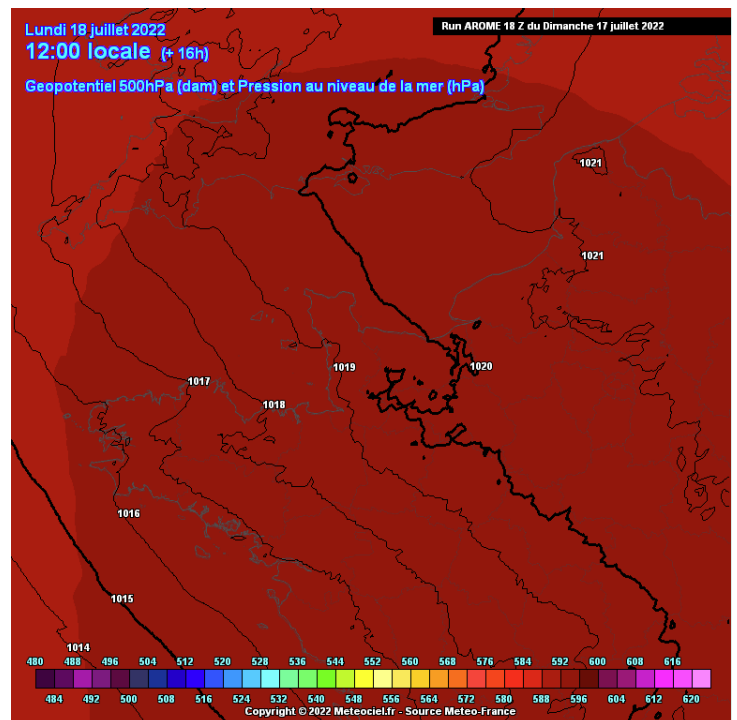 Lundi 18 juillet 2022
Run AROME 18 Z du Dimanche 17 juillet 2022
12:00 locale (+ 16h)
Geopotentiel 500hPa (dam) et Pression au niveau de la mer (hPa)
1021
1021
1019
1020
1017
1018
1016
1015
1014
480 488 496 504 512 520 528 536 544 552 560 568 576 584 592 600 608 616
484 492 500 508 516 524 532 540 548 556 564 572 580 588 596 604 612 620
Copyright © 2022 Meteociel.fr - Source Meteo-France